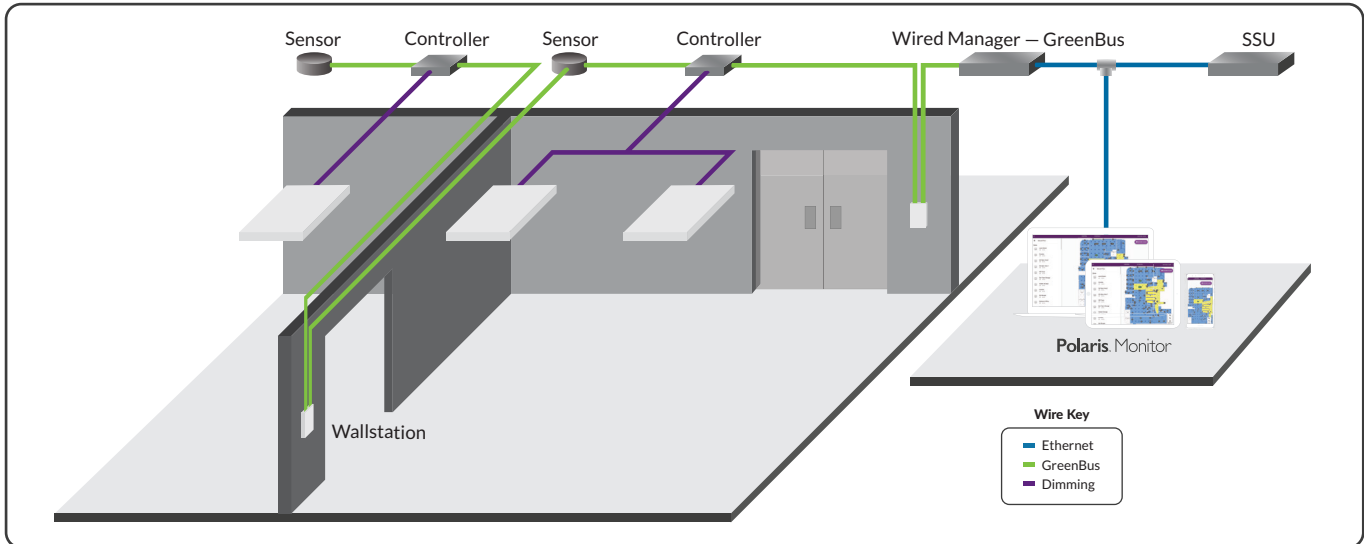 Sensor
Controller
Sensor
Controller
Wired Manager – GreenBus
SSU
Polaris. Monitor
Wallstation
Wire Key
Ethernet
GreenBus
Dimming